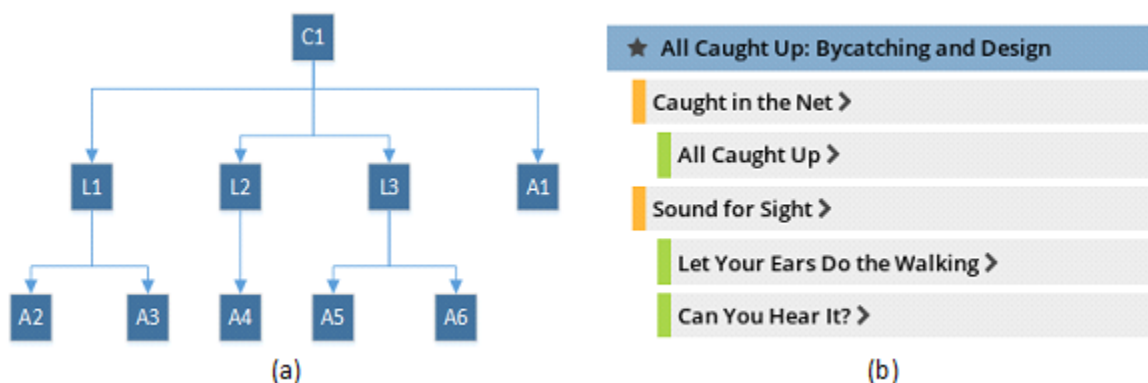 C1
L1
L2
L3
A1
A2
A3
A4
A5
A6
(a)
All Caught Up: Bycatching and Design
Caught in the Net
All Caught Up
Sound for Sight
Let Your Ears Do the Walking
Can You Hear It?
(b)